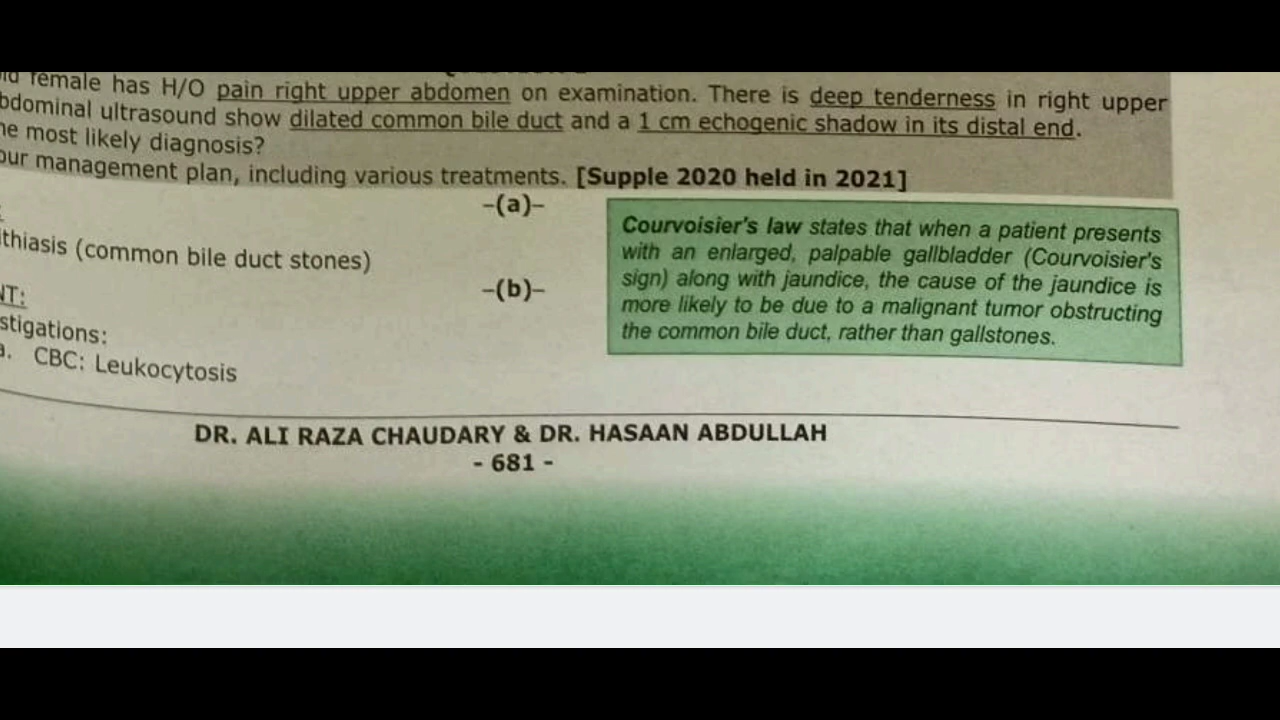 female has H/O pain right upper abdomen on examination. There is deep tenderness in right upper
bdominal ultrasound show dilated common bile duct and a 1 cm echogenic shadow in its distal end.
he most likely diagnosis?
our management plan, including various treatments. [Supple 2020 held in 2021]
–(a)–
ithiasis (common bile duct stones)
–(b)–
NT:
stigations:
a. CBC: Leukocytosis
Courvoisier's law states that when a patient presents
with an enlarged, palpable gallbladder (Courvoisier's
sign) along with jaundice, the cause of the jaundice is
more likely to be due to a malignant tumor obstructing
the common bile duct, rather than gallstones.
DR. ALI RAZA CHAUDARY & DR. HASAAN ABDULLAH
- 681 -